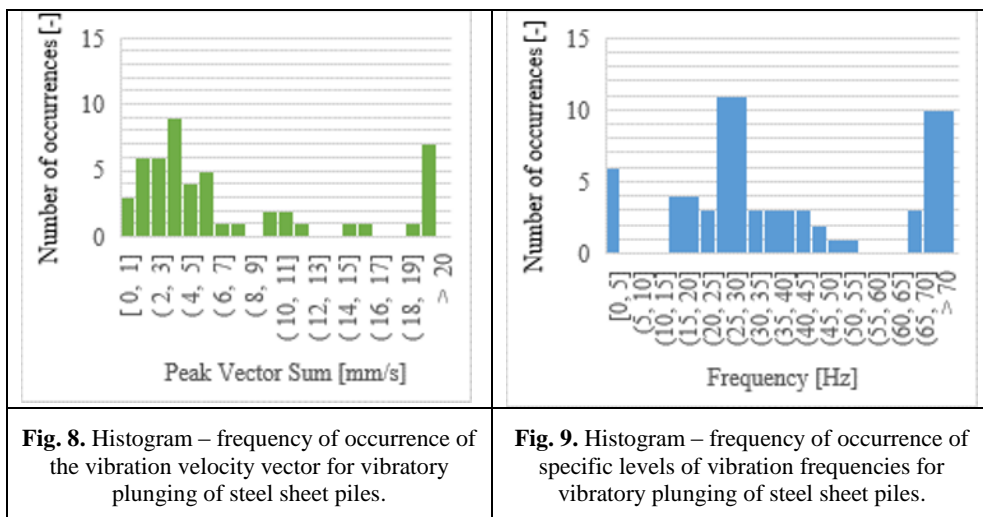 Number of occurrences [-]
15
10
5
0
[ 0, 1]
( 2, 3]
( 4, 5]
( 6, 7]
( 8, 9]
( 10, 11]
( 12, 13]
( 14, 15]
( 16, 17]
( 18, 19]
> 20
Peak Vector Sum [mm/s]
Number of occurrences [-]
15
10
5
0
[0, 5]
(5, 10]
(10, 15]
(15, 20]
(20, 25]
(25, 30]
(30, 35]
(35, 40]
(40, 45]
(45, 50]
(50, 55]
(55, 60]
(60, 65]
(65, 70]
> 70
Frequency [Hz]
Fig. 8. Histogram – frequency of occurrence of
the vibration velocity vector for vibratory
plunging of steel sheet piles.
Fig. 9. Histogram – frequency of occurrence of
specific levels of vibration frequencies for
vibratory plunging of steel sheet piles.